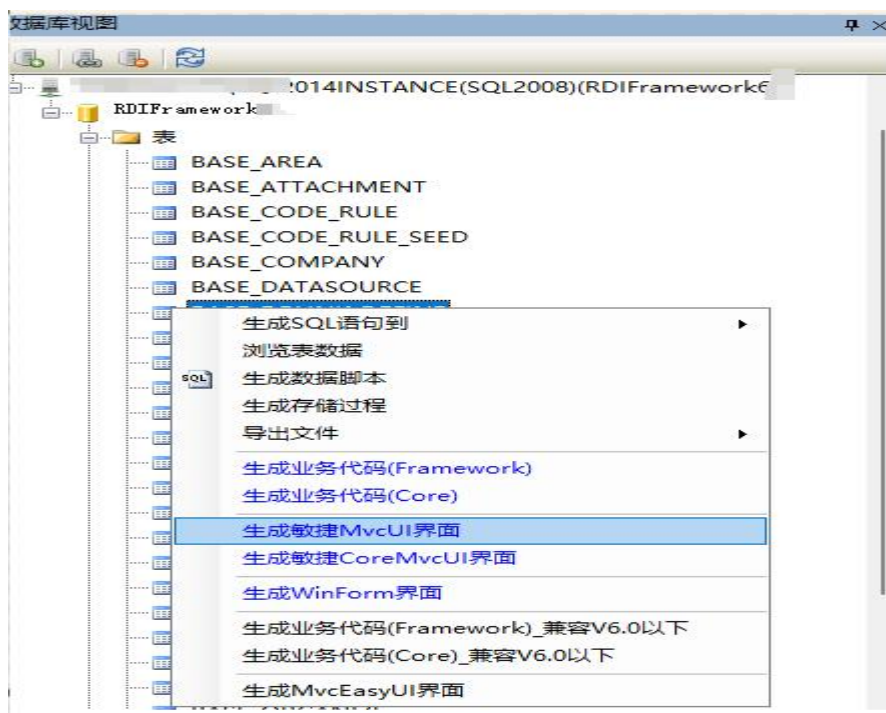 数据库视图
2014INSTANCE(SQL2008)(RDIFramework6
RDIFramework
表
BASE_AREA
BASE_ATTACHMENT
BASE_CODE_RULE
BASE_CODE_RULE_SEED
BASE_COMPANY
BASE_DATASOURCE
生成SQL语句到
浏览表数据
SQL 生成数据脚本
生成存储过程
导出文件
生成业务代码(Framework)
生成业务代码(Core)
生成敏捷MvcUI界面
生成敏捷CoreMvcUI界面
生成WinForm界面
生成业务代码(Framework)_兼容V6.0以下
生成业务代码(Core)_兼容V6.0以下
生成MvcEasyUI界面